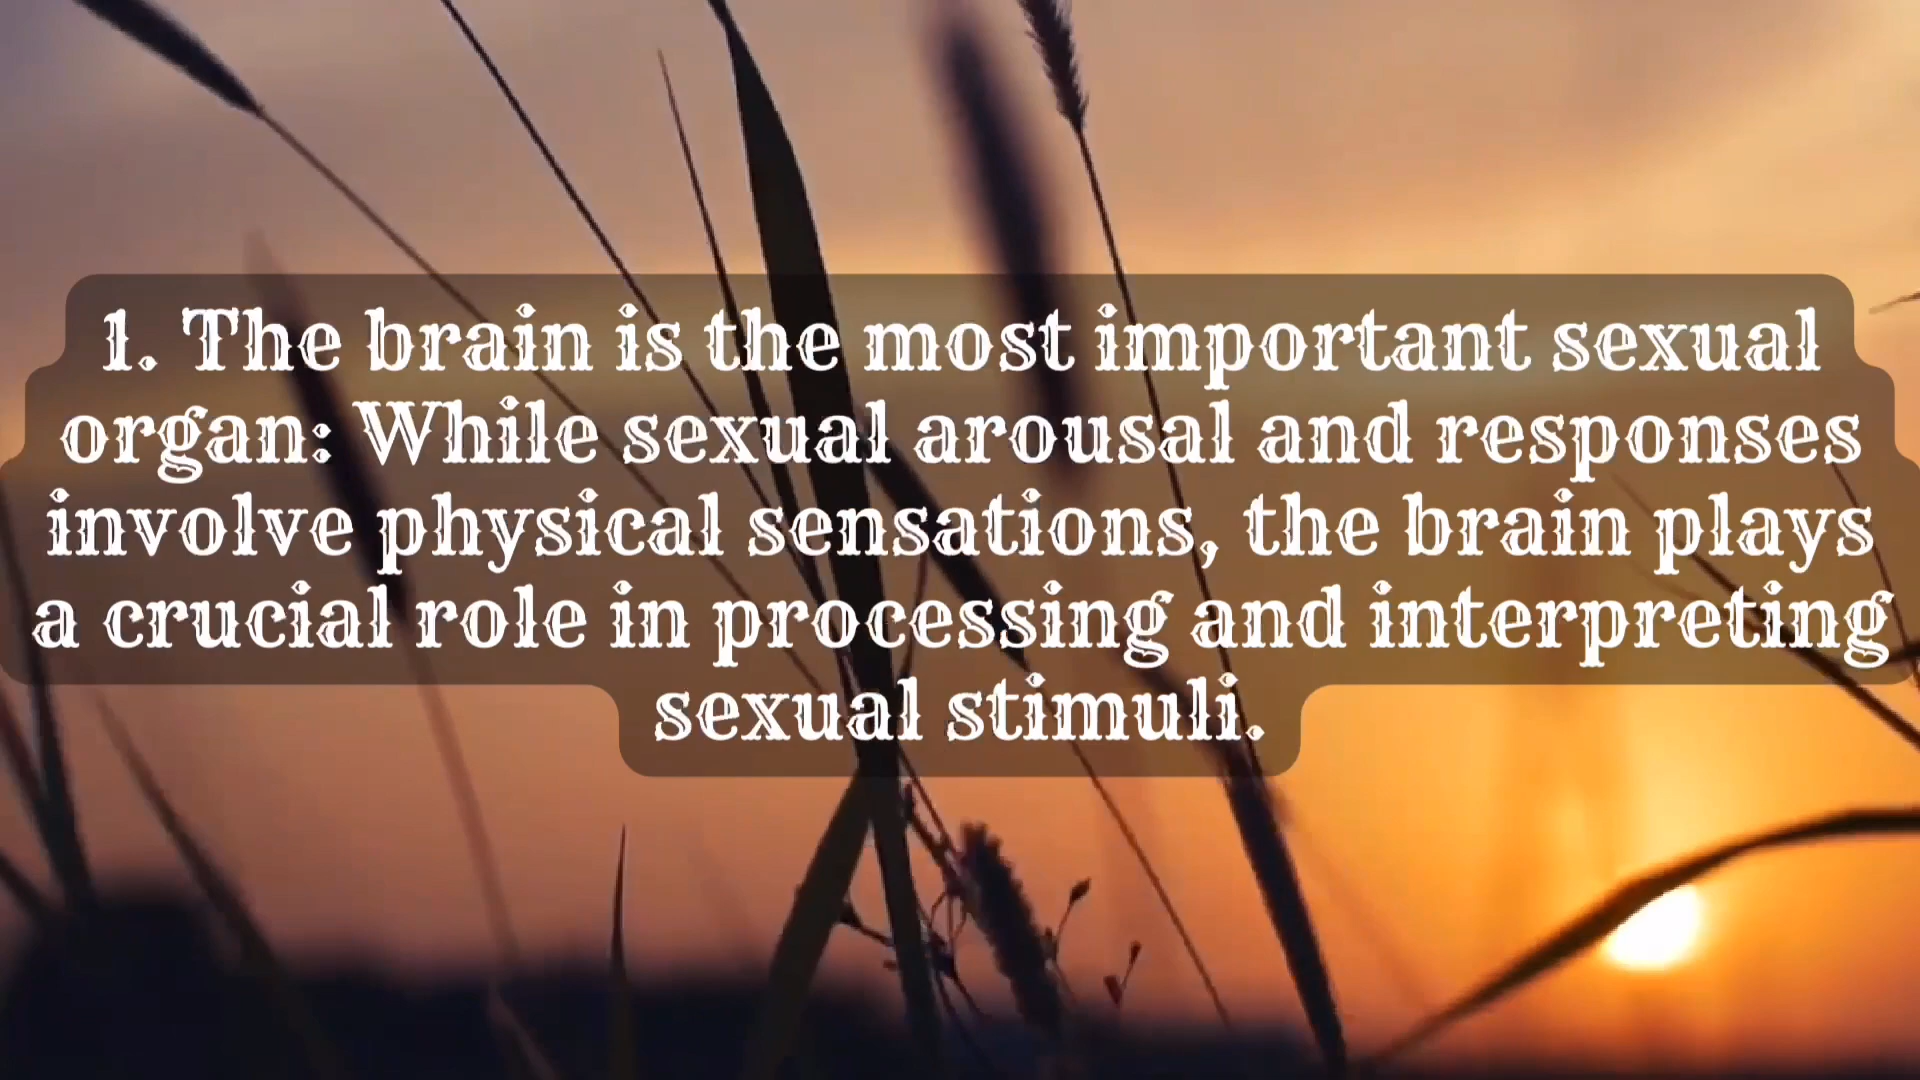 1. The brain is the most important sexual
organ: While sexual arousal and responses
involve physical sensations, the brain plays
a crucial role in processing and interpreting
sexual stimuli.